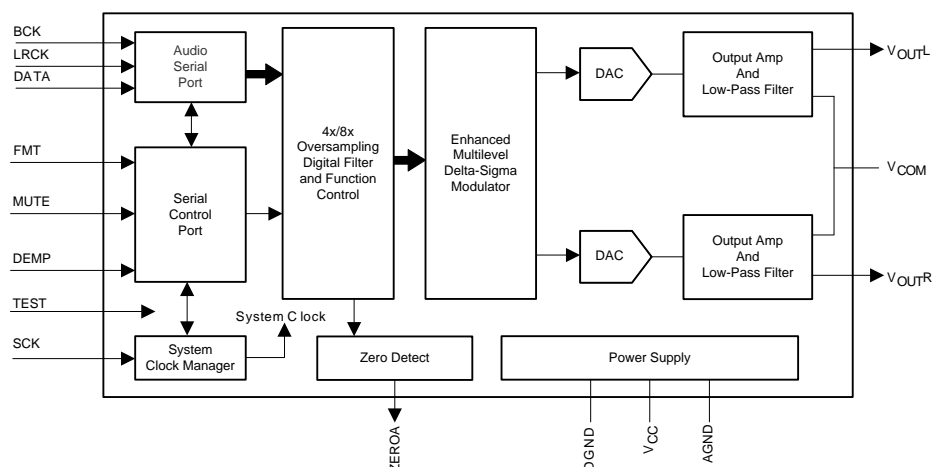 BCK
LRCK
DATA
FMT
MUTE
DEMP
TEST
SCK
Audio
Serial
Port
Serial
Control
Port
System
Clock Manager
System Clock
4x/8x
Oversampling
Digital Filter
and Function
Control
Enhanced
Multilevel
Delta-Sigma
Modulator
DAC
DAC
Output Amp
And
Low-Pass Filter
Output Amp
And
Low-Pass Filter
VOUTL
VCOM
VOUTR
Zero Detect
Power Supply
ZEROA
DGND
VCC
AGND